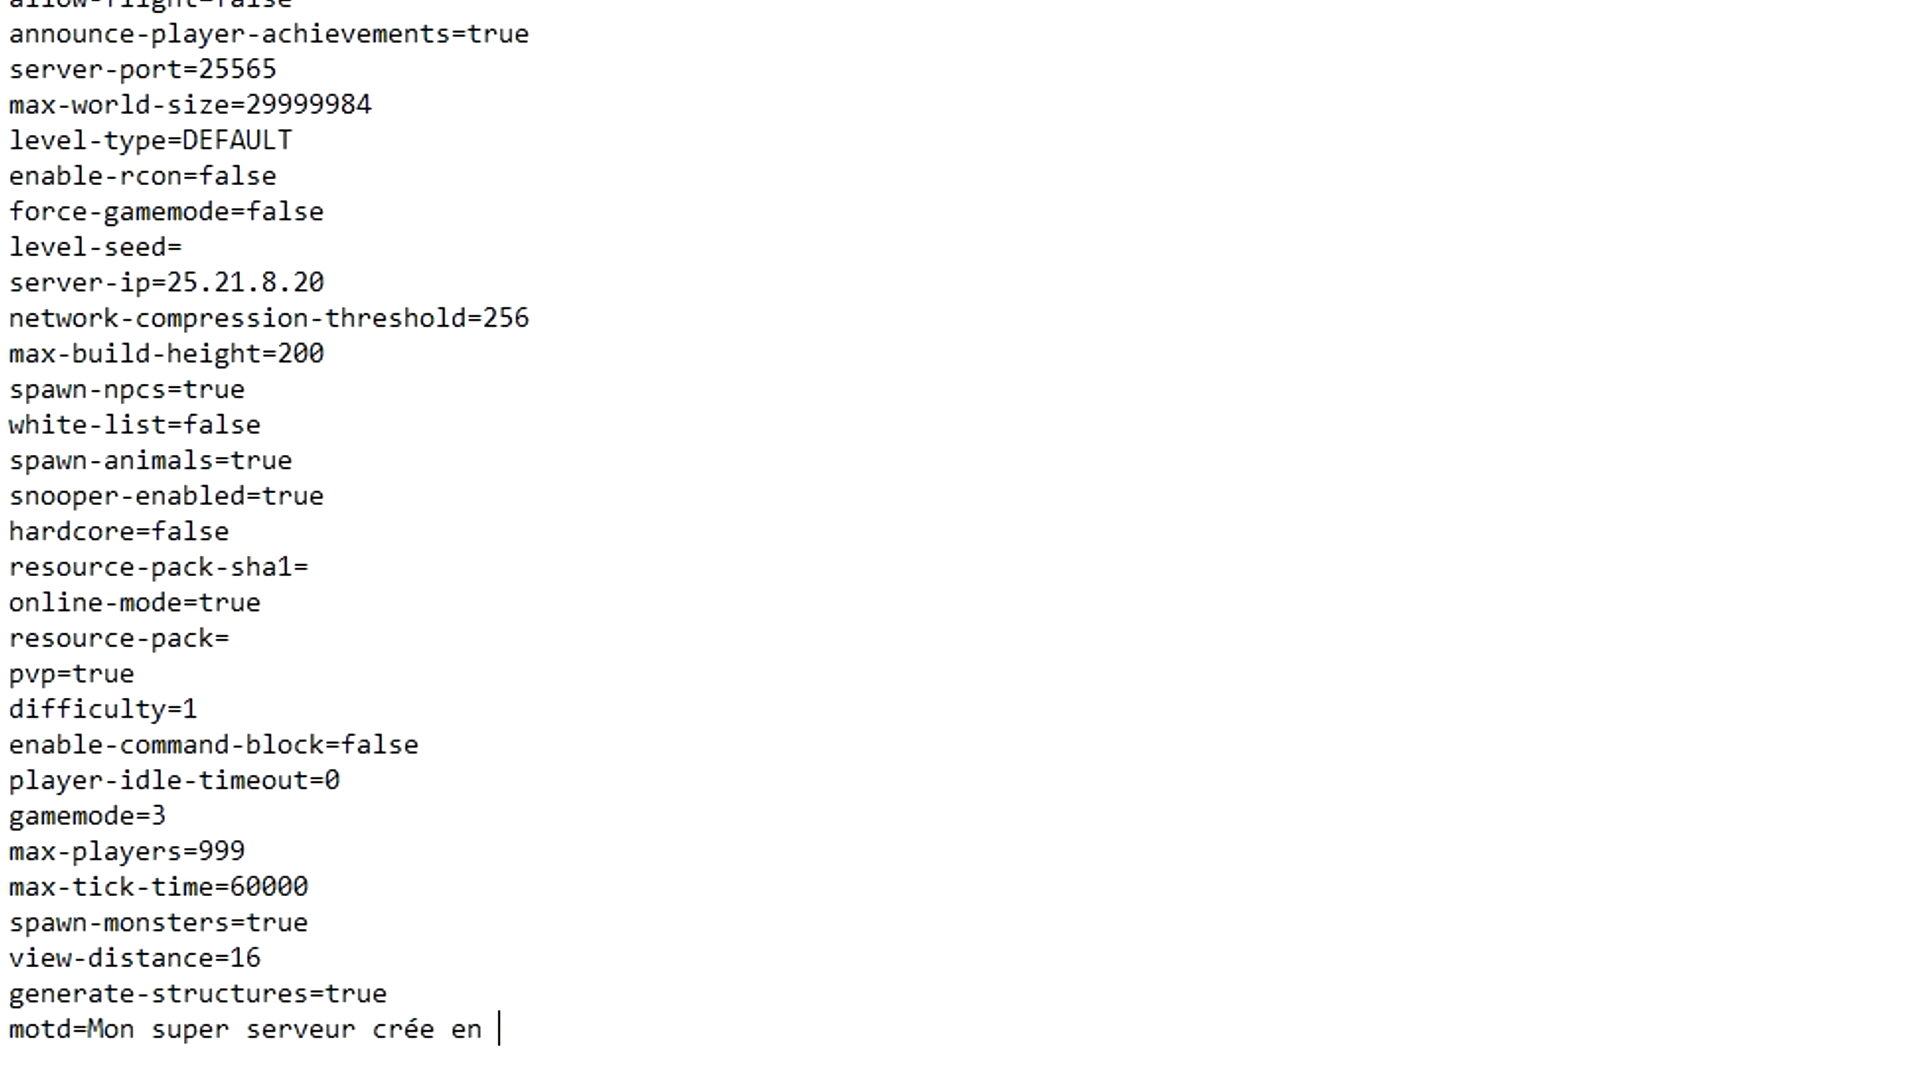 allow-flight=false
announce-player-achievements=true
server-port=25565
max-world-size=29999984
level-type=DEFAULT
enable-rcon=false
force-gamemode=false
level-seed=
server-ip=25.21.8.20
network-compression-threshold=256
max-build-height=200
spawn-npcs=true
white-list=false
spawn-animals=true
snooper-enabled=true
hardcore=false
resource-pack-sha1=
online-mode=true
resource-pack=
pvp=true
difficulty=1
enable-command-block=false
player-idle-timeout=0
gamemode=3
max-players=999
max-tick-time=60000
spawn-monsters=true
view-distance=16
generate-structures=true
motd=Mon super serveur crée en